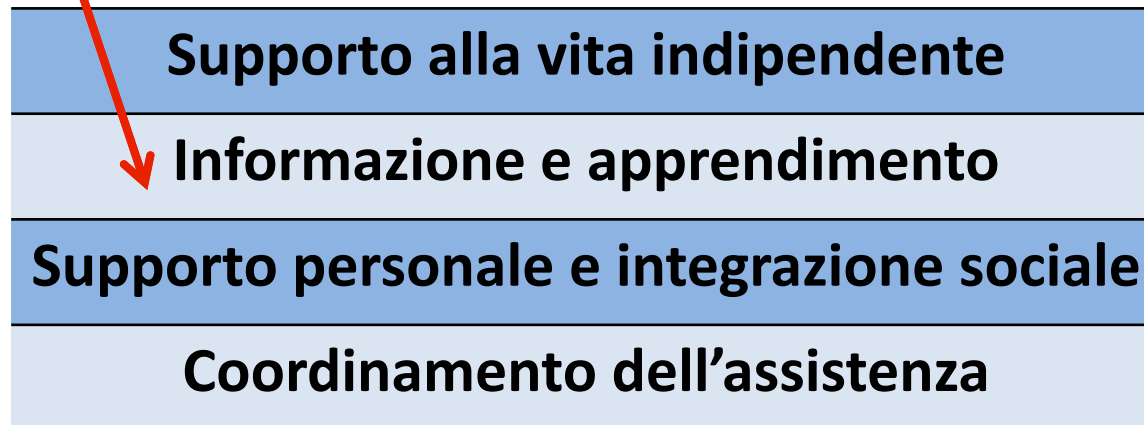 Supporto alla vita indipendente
Informazione e apprendimento
Supporto personale e integrazione sociale
Coordinamento dell’assistenza